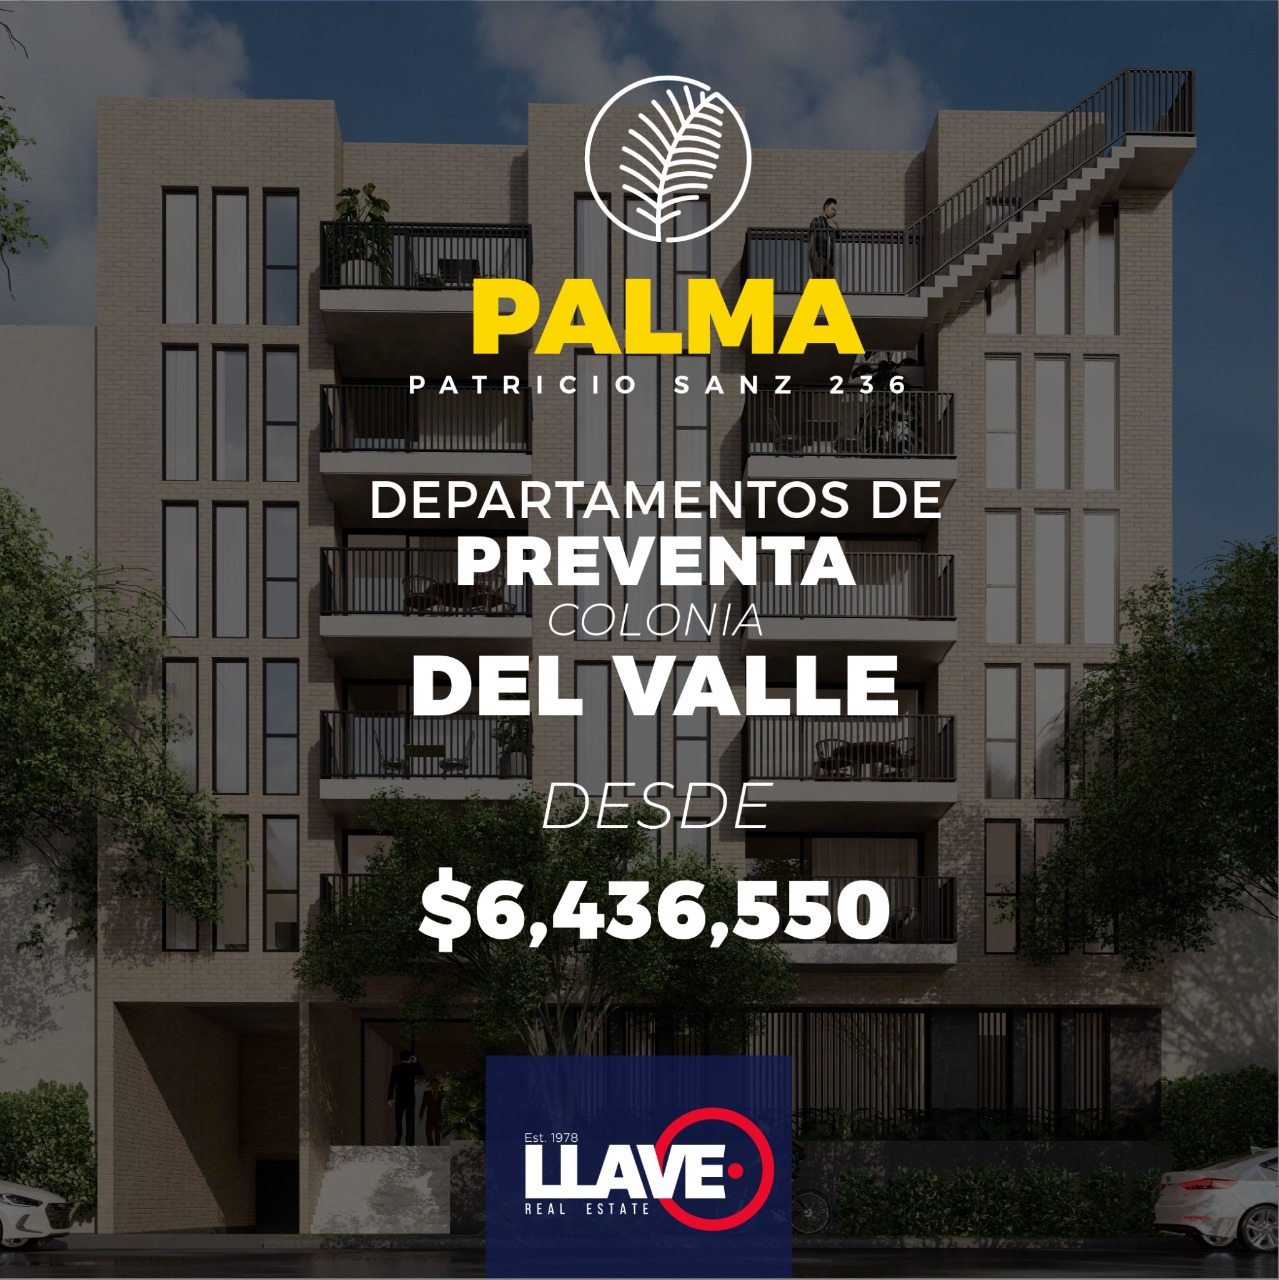 PALMA
PATRICIO SANZ 236
DEPARTAMENTOS DE
PREVENTA
COLONIA
DEL VALLE
DESDE
$6,436,550
Est. 1978
LLAVE
REAL ESTATE